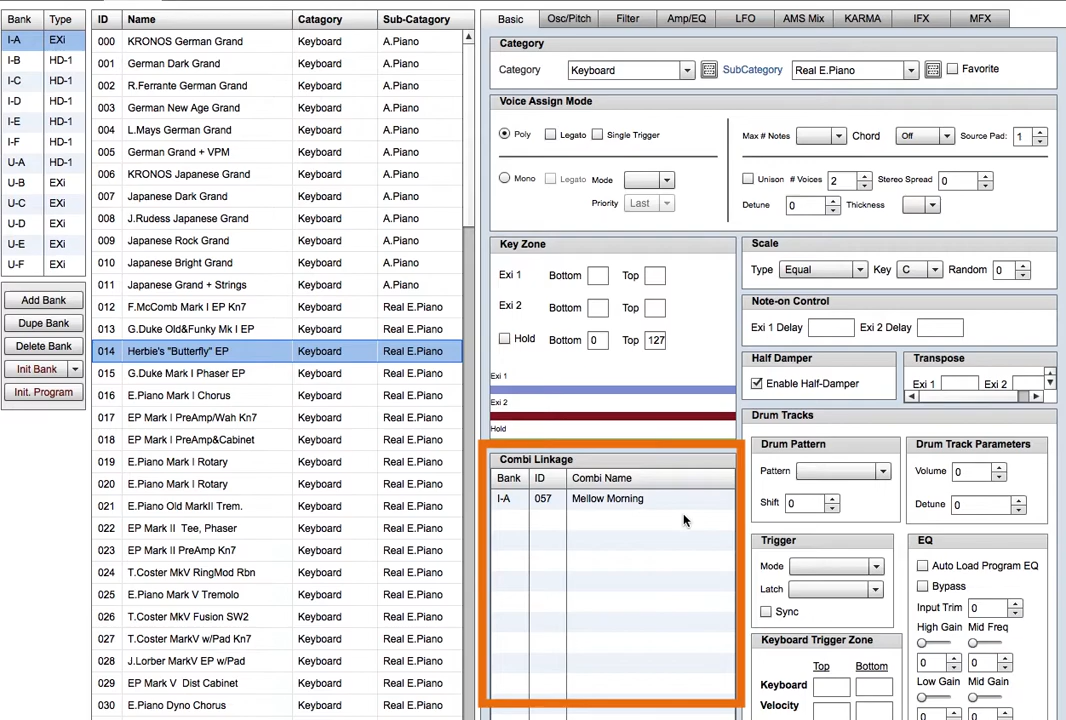 Bank Type
I-A EXi
I-B HD-1
I-C HD-1
I-D HD-1
I-E HD-1
I-F HD-1
U-A HD-1
U-B EXi
U-C EXi
U-D EXi
U-E EXi
U-F EXi
Add Bank
Dupe Bank
Delete Bank
Init Bank
Init. Program
ID Name Catagory Sub-Catagory
000 KRONOS German Grand Keyboard A.Piano
001 German Dark Grand Keyboard A.Piano
002 R.Ferrante German Grand Keyboard A.Piano
003 German New Age Grand Keyboard A.Piano
004 L.Mays German Grand Keyboard A.Piano
005 German Grand + VPM Keyboard A.Piano
006 KRONOS Japanese Grand Keyboard A.Piano
007 Japanese Dark Grand Keyboard A.Piano
008 J.Rudess Japanese Grand Keyboard A.Piano
009 Japanese Rock Grand Keyboard A.Piano
010 Japanese Bright Grand Keyboard A.Piano
011 Japanese Grand + Strings Keyboard A.Piano
012 F.McComb Mark I EP Kn7 Keyboard Real E.Piano
013 G.Duke Old&Funky Mk I EP Keyboard Real E.Piano
014 Herbie's "Butterfly" EP Keyboard Real E.Piano
015 G.Duke Mark I Phaser EP Keyboard Real E.Piano
016 E.Piano Mark I Chorus Keyboard Real E.Piano
017 EP Mark I PreAmp/Wah Kn7 Keyboard Real E.Piano
018 EP Mark I PreAmp&Cabinet Keyboard Real E.Piano
019 E.Piano Mark I Rotary Keyboard Real E.Piano
020 E.Piano Mark I Rotary Keyboard Real E.Piano
021 E.Piano Old MarkII Trem. Keyboard Real E.Piano
022 EP Mark II Tee, Phaser Keyboard Real E.Piano
023 EP Mark II PreAmp Kn7 Keyboard Real E.Piano
024 T.Coster MkV RingMod Rbn Keyboard Real E.Piano
025 E.Piano Mark V Tremolo Keyboard Real E.Piano
026 T.Coster MkV Fusion SW2 Keyboard Real E.Piano
027 T.Coster MarkV w/Pad Kn7 Keyboard Real E.Piano
028 J.Lorber MarkV EP w/Pad Keyboard Real E.Piano
029 EP Mark V Dist Cabinet Keyboard Real E.Piano
030 E.Piano Dyno Chorus Keyboard Real E.Piano
Basic Osc/Pitch Filter Amp/EQ LFO AMS Mix KARMA IFX MFX
Category
Category Keyboard SubCategory Real E.Piano Favorite
Voice Assign Mode
Poly Legato Single Trigger Max # Notes Chord Off Source Pad: 1
Mono Legato Mode Unison # Voices 2 Stereo Spread 0
Priority Last Detune 0 Thickness
Key Zone
Exi 1 Bottom Top
Exi 2 Bottom Top
Hold Bottom 0 Top 127
Exi 1
Exi 2
Hold
Scale
Type Equal Key C Random 0
Note-on Control
Exi 1 Delay Exi 2 Delay
Half Damper
Enable Half-Damper
Transpose
Exi 1 Exi 2
Combi Linkage
Bank ID Combi Name
I-A 057 Mellow Morning
Drum Tracks
Drum Pattern
Pattern
Shift 0
Drum Track Parameters
Volume 0
Detune 0
Trigger
Mode
Latch
Sync
EQ
Auto Load Program EQ
Bypass
Input Trim 0
High Gain Mid Freq
0 0
Low Gain Mid Gain
0 0
Keyboard Trigger Zone
Top Bottom
Keyboard
Velocity